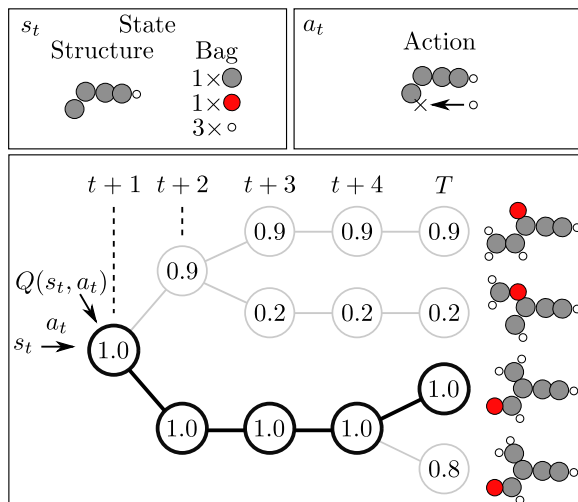 s_t State
Structure Bag
1×
1×
3×
a_t
Action
×
t + 1 t + 2 t + 3 t + 4 T
0.9 0.9 0.9
0.9
Q(s_t, a_t)
0.2 0.2 0.2
a_t
s_t 1.0
1.0
1.0 1.0 1.0
0.8